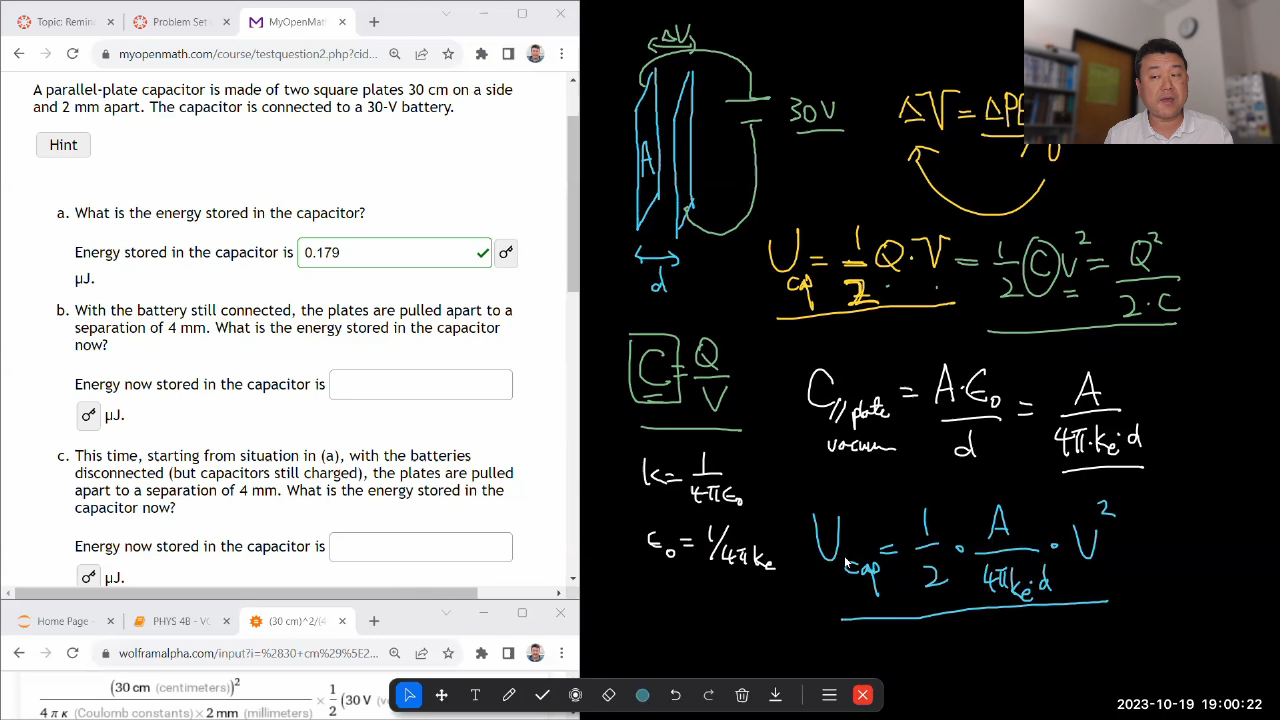 Topic: Remin
Problem Set
MyOpenMath
myopenmath.com/course/testquestion2.php?cid...
A parallel-plate capacitor is made of two square plates 30 cm on a side
and 2 mm apart. The capacitor is connected to a 30-V battery.
Hint
a. What is the energy stored in the capacitor?
Energy stored in the capacitor is 0.179
μJ.
b. With the battery still connected, the plates are pulled apart to a
separation of 4 mm. What is the energy stored in the capacitor
now?
Energy now stored in the capacitor is
μJ.
c. This time, starting from situation in (a), with the batteries
disconnected (but capacitors still charged), the plates are pulled
apart to a separation of 4 mm. What is the energy stored in the
capacitor now?
Energy now stored in the capacitor is
μJ.
Home Page
PHYS 4B - VC
(30 cm)^2/(4
wolframalpha.com/input?i=%2830+cm%29%5E2...
(30 cm (centimeters))²
4 π κ (Coulomb constants) × 2 mm (millimeters)
× 1/2 (30 V (v
ΔV
A
d
30V
ΔV = ΔPE
U cap = 1/2 Q · V = 1/2 C V² = Q² / 2 · C
C = Q / V
C // plate vacuum = A · ε₀ / d = A / 4π · ke · d
k = 1 / 4π ε₀
ε₀ = 1/4π ke
U cap = 1/2 · A / 4π ke · d · V²
T
2023-10-19 19:00:22